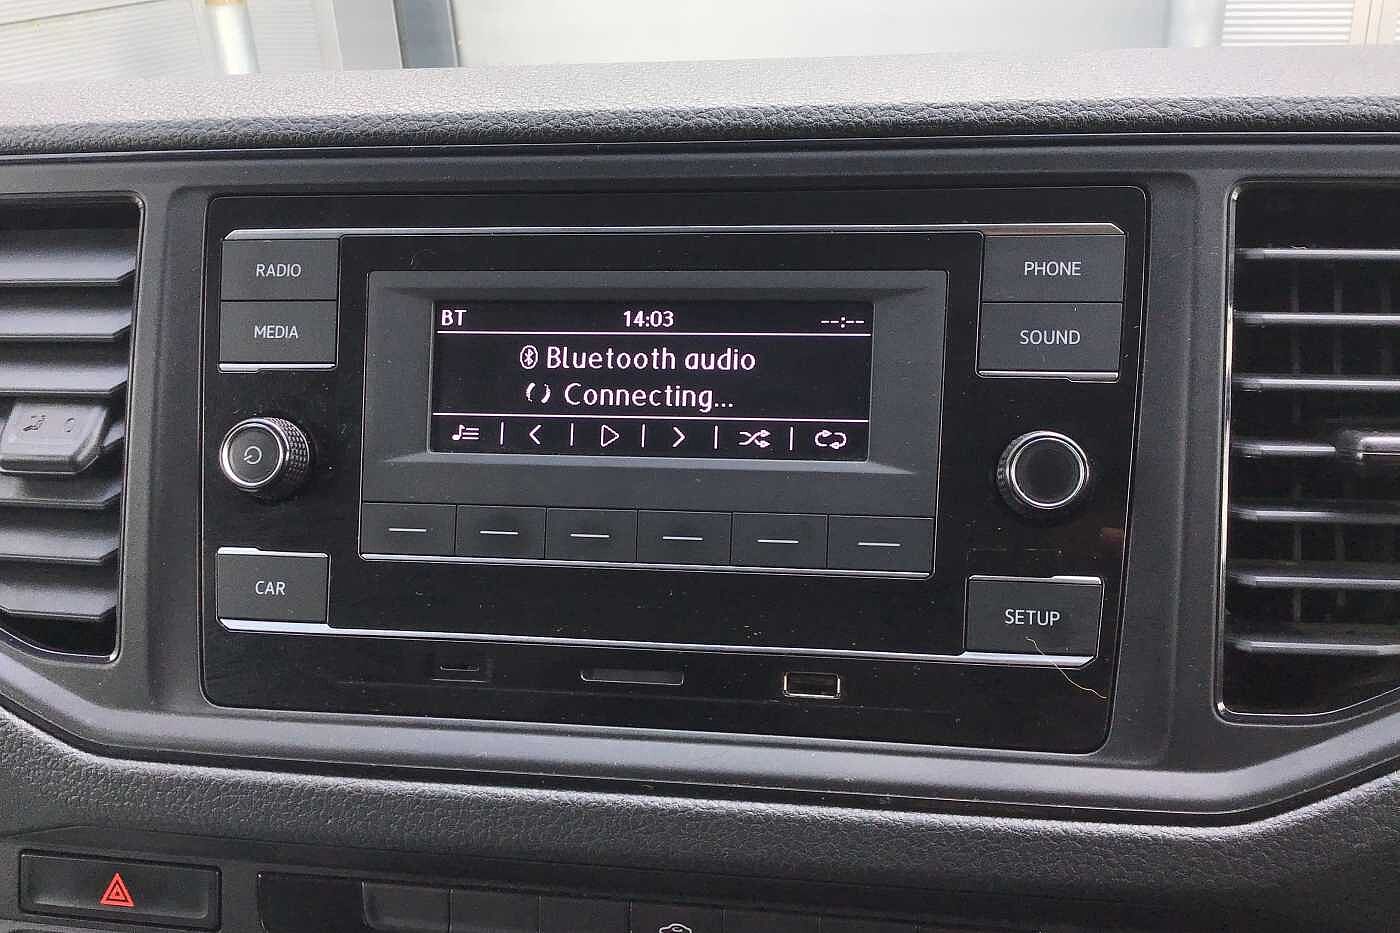 RADIO
MEDIA
PHONE
SOUND
BT 14:03 --:--
Bluetooth audio
Connecting...
CAR
SETUP